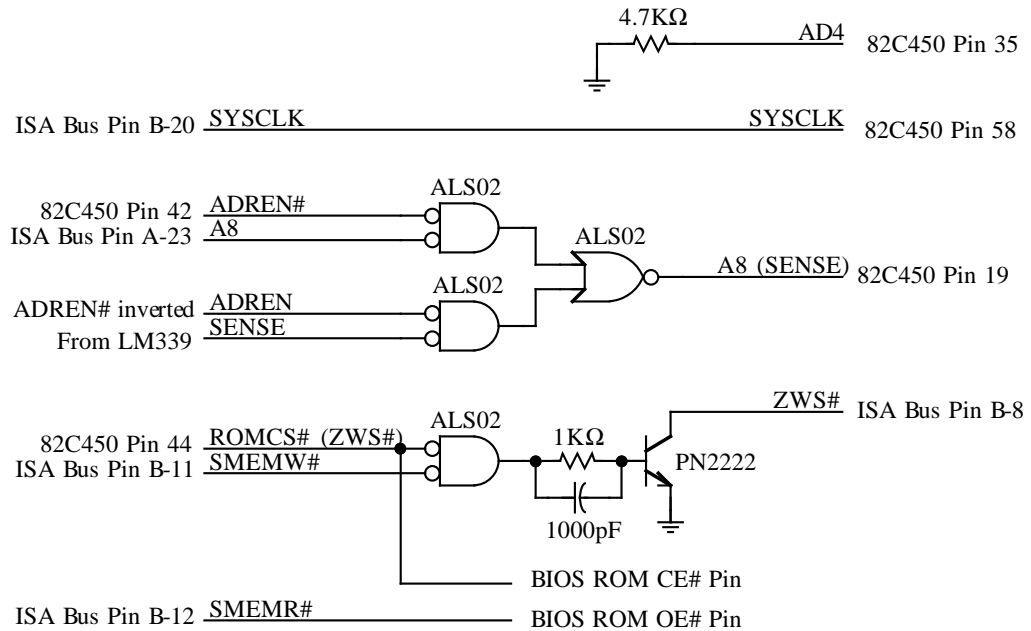 4.7KΩ
AD4 82C450 Pin 35
ISA Bus Pin B-20 SYSCLK SYSCLK 82C450 Pin 58
ALS02
82C450 Pin 42 ADREN#
ISA Bus Pin A-23 A8
ALS02
A8 (SENSE) 82C450 Pin 19
ALS02
ADREN# inverted ADREN
From LM339 SENSE
ALS02
ZWS# ISA Bus Pin B-8
82C450 Pin 44 ROMCS# (ZWS#)
1KΩ
PN2222
ISA Bus Pin B-11 SMEMW#
1000pF
BIOS ROM CE# Pin
ISA Bus Pin B-12 SMEMR# BIOS ROM OE# Pin